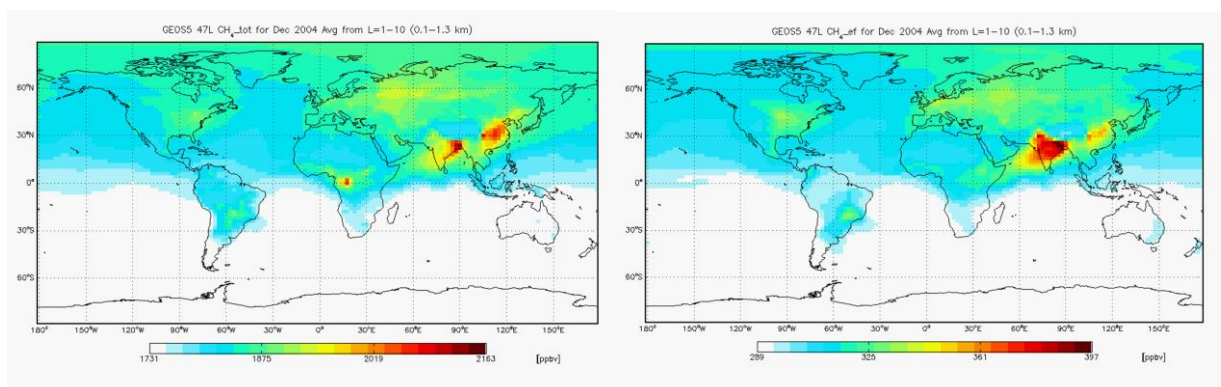 GEOS5 47L CH4_tot for Dec 2004 Avg from L=1-10 (0.1-1.3 km)
60°N
30°N
0°
30°S
60°S
180°W 150°W 120°W 90°W 60°W 30°W 0° 30°E 60°E 90°E 120°E 150°E
1731 1875 2019 2163 [ppbv]
GEOS5 47L CH4_ef for Dec 2004 Avg from L=1-10 (0.1-1.3 km)
60°N
30°N
0°
30°S
60°S
180°W 150°W 120°W 90°W 60°W 30°W 0° 30°E 60°E 90°E 120°E 150°E
289 325 361 397 [ppbv]